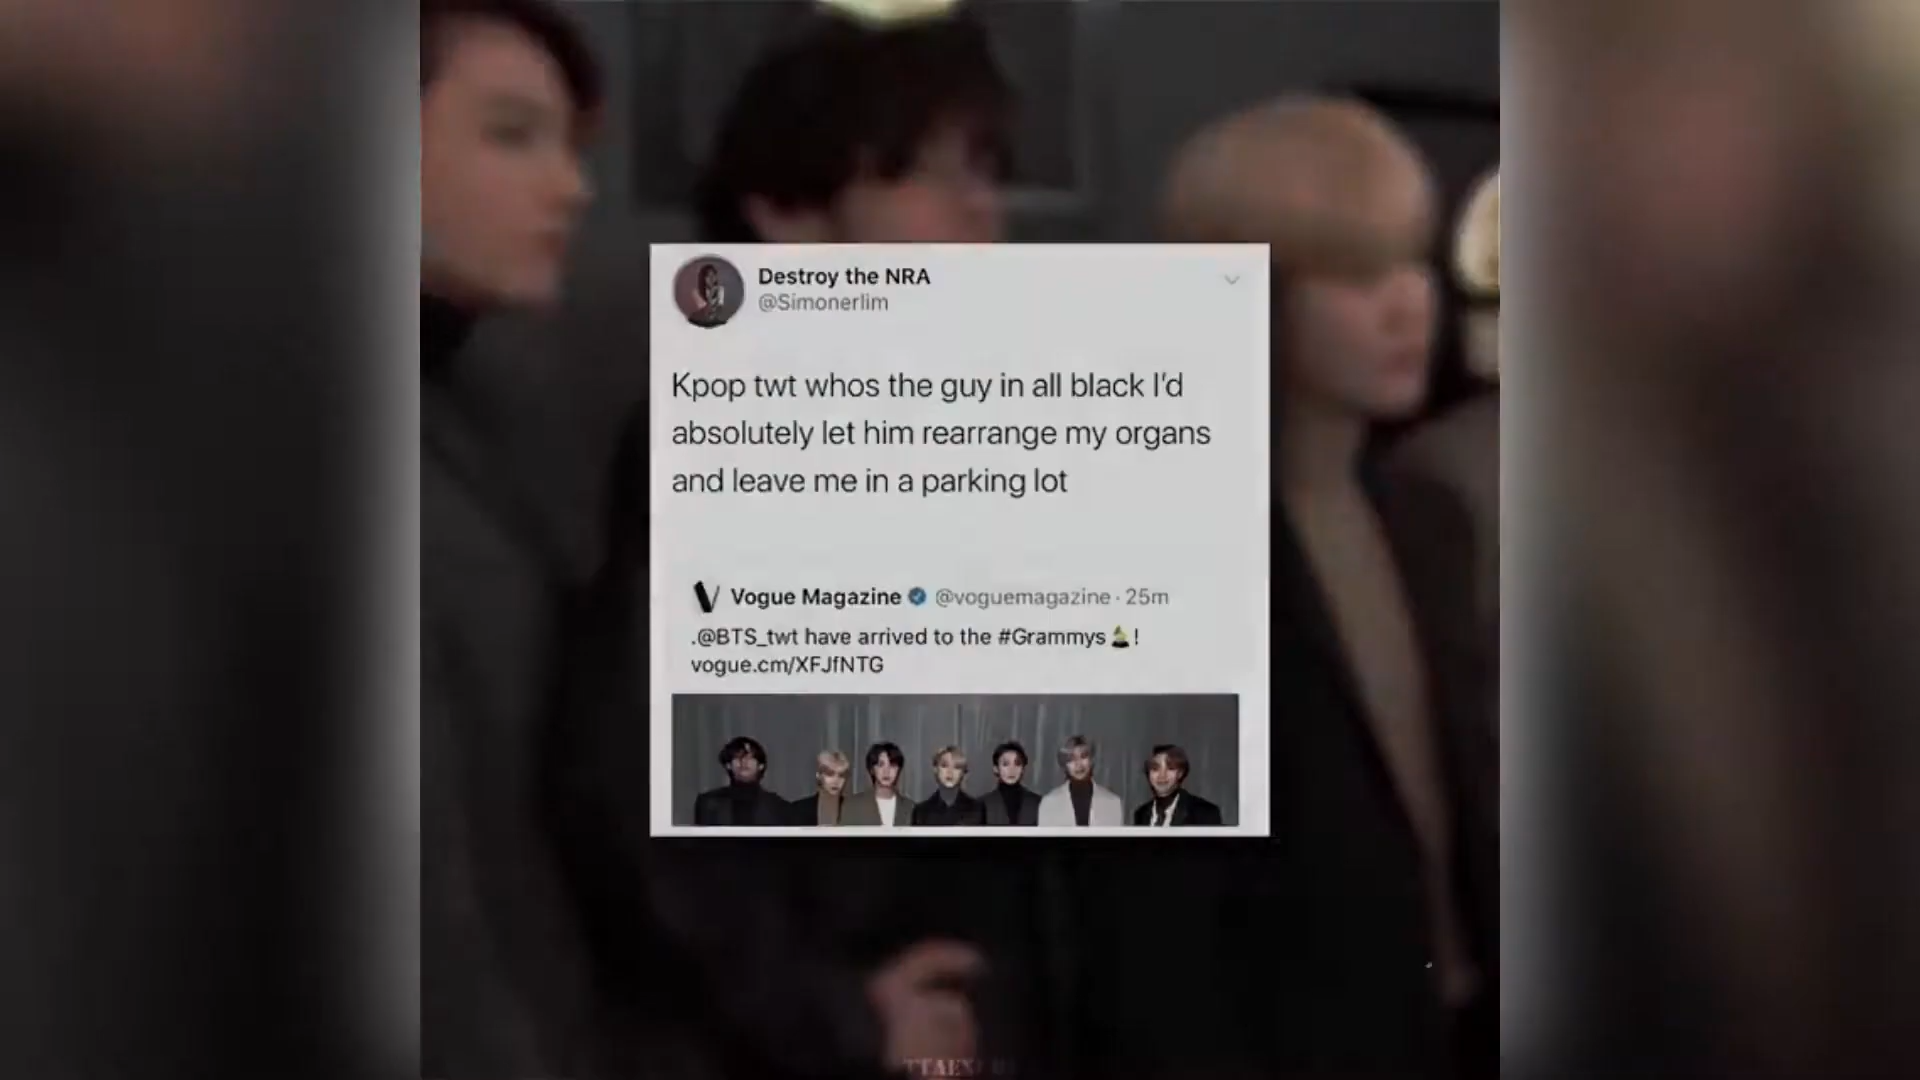 Destroy the NRA
@Simonerlim
Kpop twt whos the guy in all black I'd
absolutely let him rearrange my organs
and leave me in a parking lot
Vogue Magazine @voguemagazine · 25m
.@BTS_twt have arrived to the #Grammys!
vogue.cm/XFJfNTG